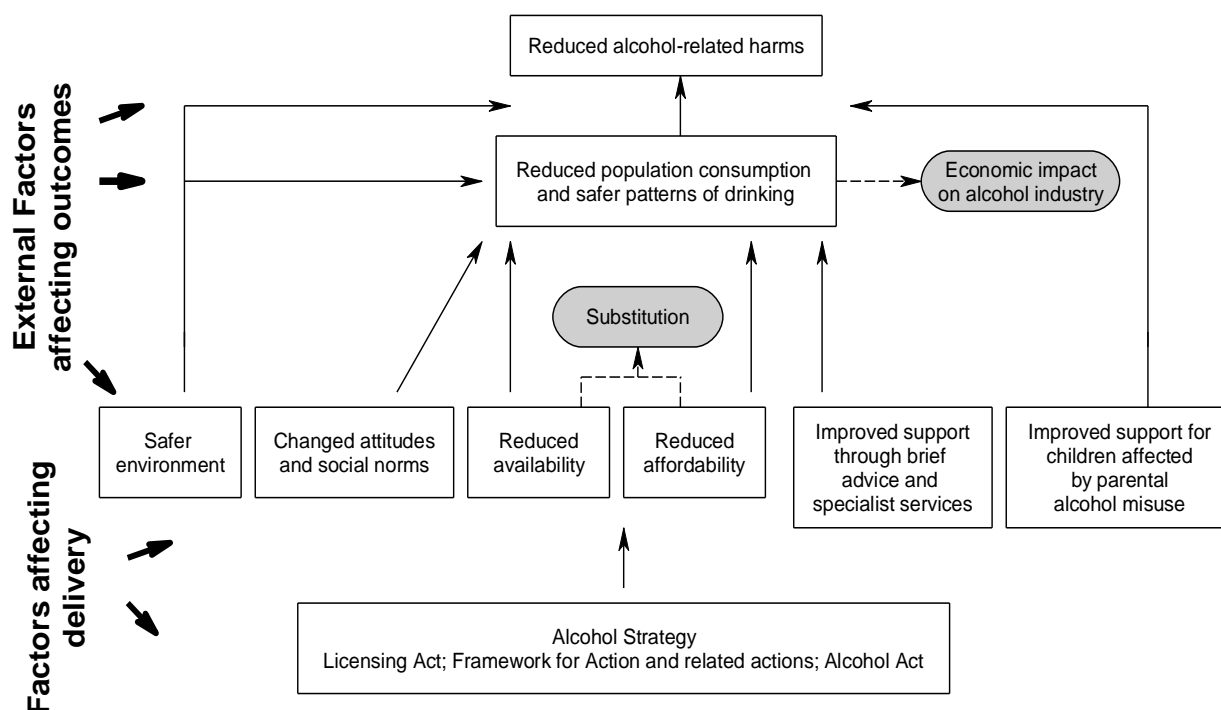 Reduced alcohol-related harms
External Factors
affecting outcomes
Reduced population consumption
and safer patterns of drinking
Economic impact
on alcohol industry
Substitution
Safer
environment
Changed attitudes
and social norms
Reduced
availability
Reduced
affordability
Improved support
through brief
advice and
specialist services
Improved support for
children affected
by parental
alcohol misuse
Factors affecting
delivery
Alcohol Strategy
Licensing Act; Framework for Action and related actions; Alcohol Act